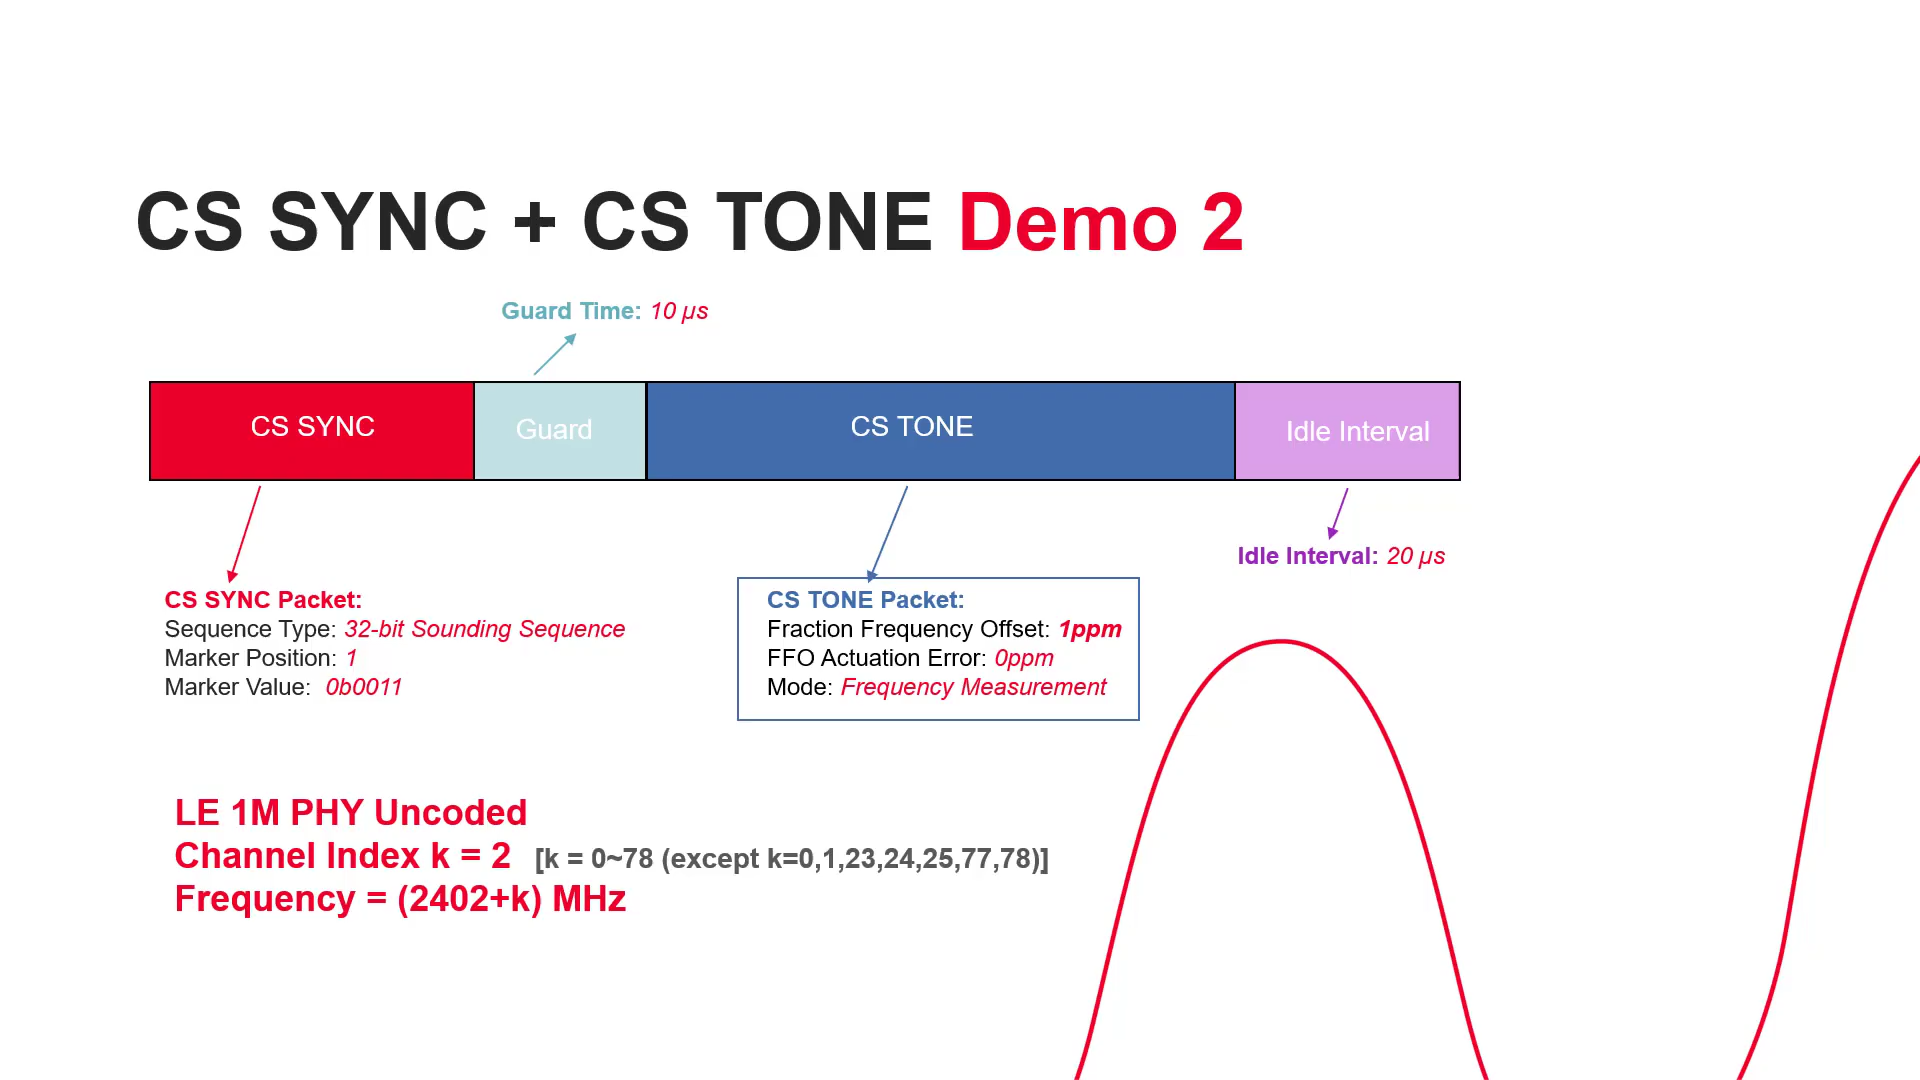 CS SYNC + CS TONE Demo 2
Guard Time: 10 μs
CS SYNC
Guard
CS TONE
Idle Interval
Idle Interval: 20 μs
CS SYNC Packet:
Sequence Type: 32-bit Sounding Sequence
Marker Position: 1
Marker Value: 0b0011
CS TONE Packet:
Fraction Frequency Offset: 1ppm
FFO Actuation Error: 0ppm
Mode: Frequency Measurement
LE 1M PHY Uncoded
Channel Index k = 2 [k = 0~78 (except k=0,1,23,24,25,77,78)]
Frequency = (2402+k) MHz